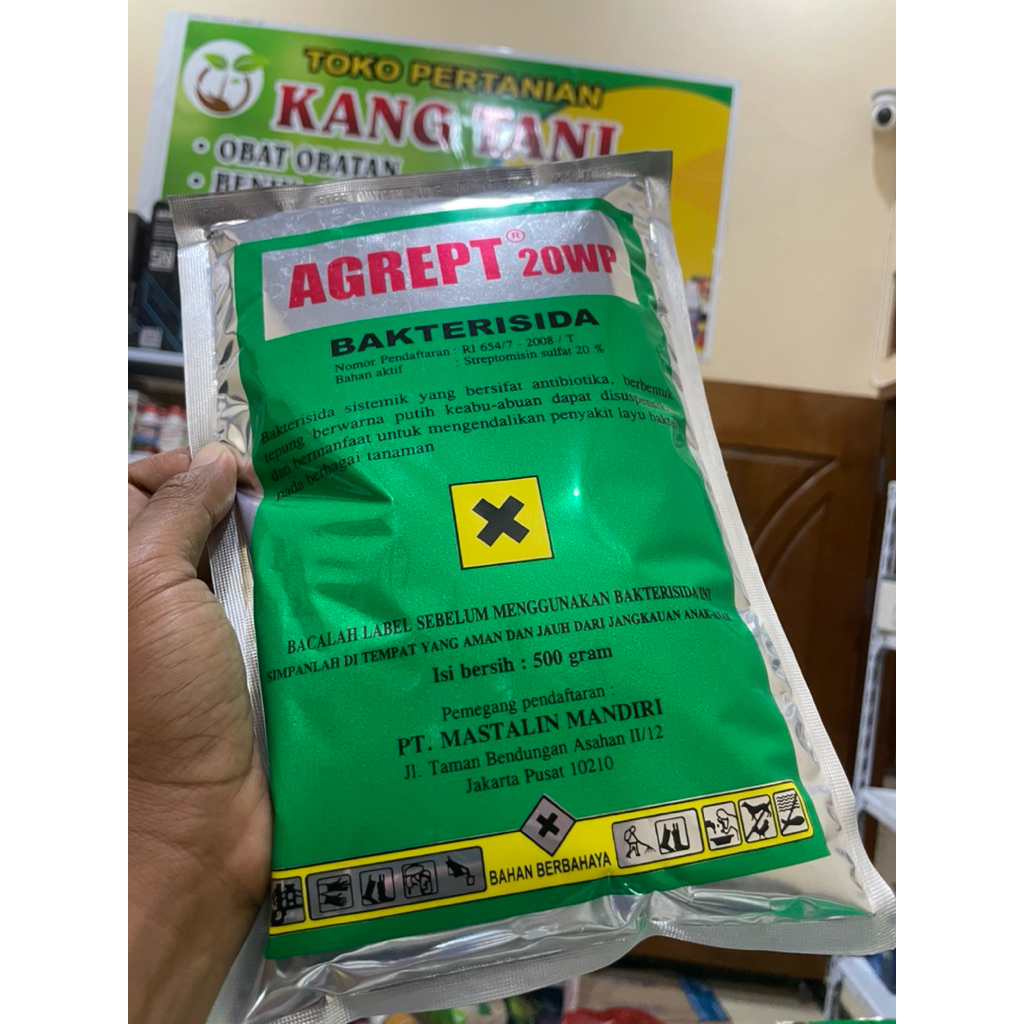 TOKO PERTANIAN
KANG TANI
• OBAT OBATAN
AGREPT® 20WP
BAKTERISIDA
Nomor Pendaftaran : RI 654/7 - 2008 / T
Bahan aktif : Streptomisin sulfat 20 %
Bakterisida sistemik yang bersifat antibiotika, berbentuk
tepung berwarna putih keabu-abuan dapat
dan bermanfaat untuk mengendalikan penyakit layu
pada berbagai tanaman
BACALAH LABEL SEBELUM MENGGUNAKAN BAKTERISIDA INI
SIMPANLAH DI TEMPAT YANG AMAN DAN JAUH DARI JANGKAUAN ANAK-ANAK
Isi bersih : 500 gram
Pemegang pendaftaran :
PT. MASTALIN MANDIRI
Jl. Taman Bendungan Asahan II/12
Jakarta Pusat 10210
BAHAN BERBAHAYA